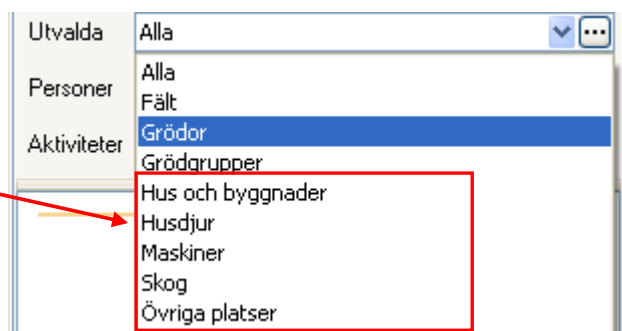 Utvalda Alla
Alla
Personer
Fält
Grödor
Aktiviteter
Grödgrupper
Hus och byggnader
Husdjur
Maskiner
Skog
Övriga platser